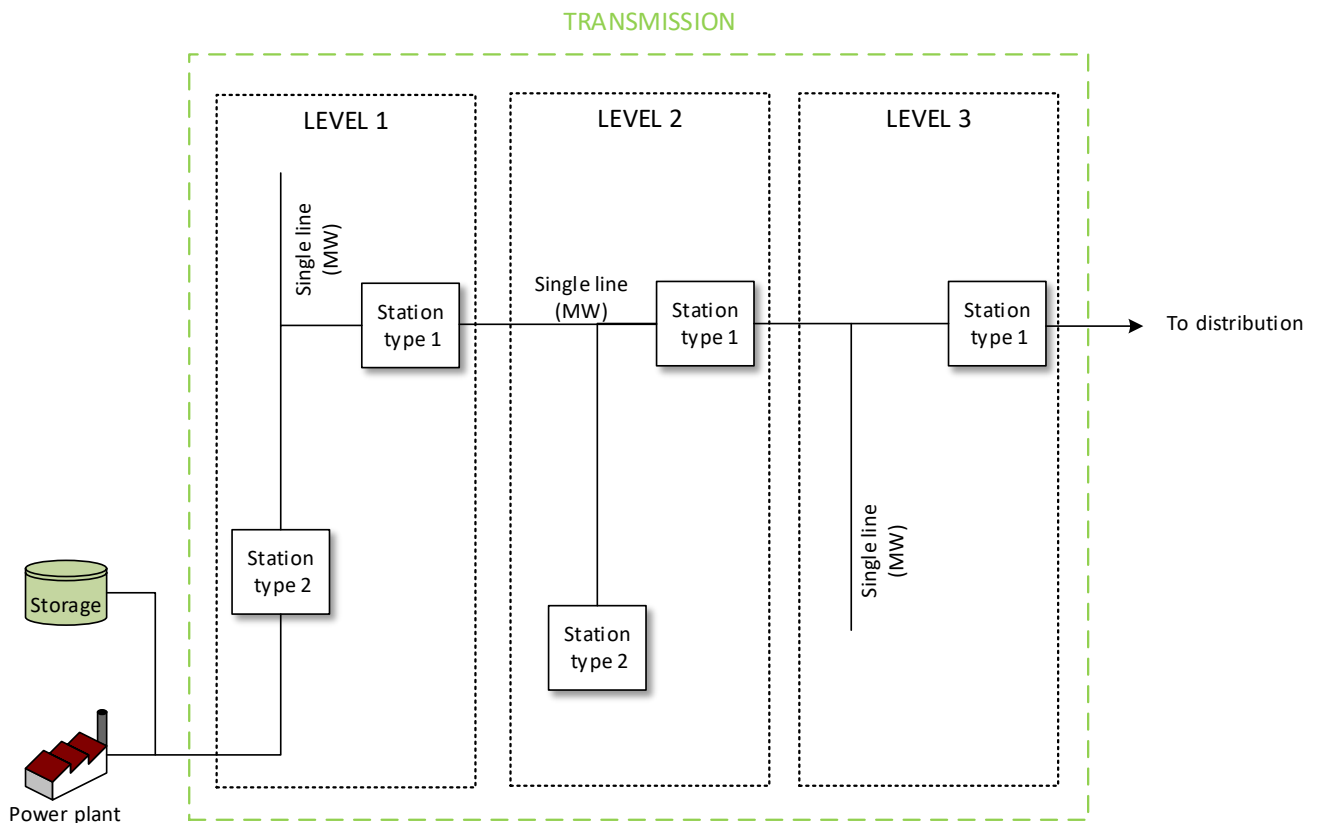 TRANSMISSION
LEVEL 1
LEVEL 2
LEVEL 3
Single line
(MW)
Station
type 1
Single line
(MW)
Station
type 1
Station
type 1
To distribution
Station
type 2
Single line
(MW)
Storage
Station
type 2
Power plant